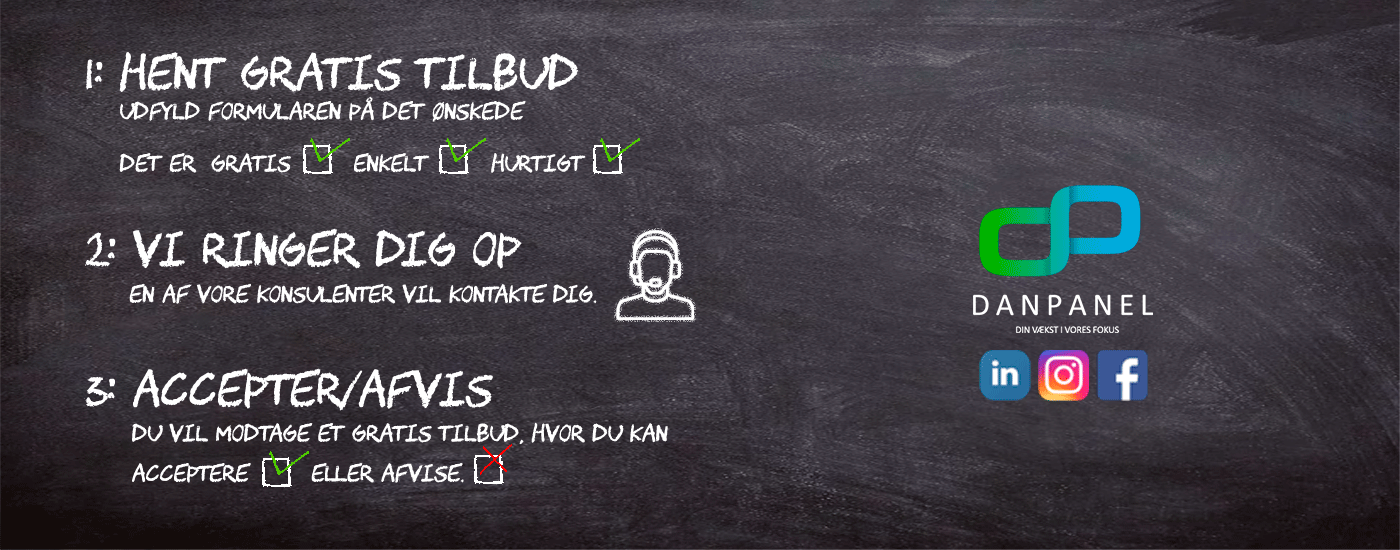 1: HENT GRATIS TILBUD
UDFYLD FORMULAREN PÅ DET ØNSKEDE
DET ER GRATIS ENKELT HURTIGT
2: VI RINGER DIG OP
EN AF VORE KONSULENTER VIL KONTAKTE DIG.
3: ACCEPTER/AFVIS
DU VIL MODTAGE ET GRATIS TILBUD, HVOR DU KAN
ACCEPTERE ELLER AFVISE.
DANPANEL
DIN VÆKST I VORES FOKUS
in f